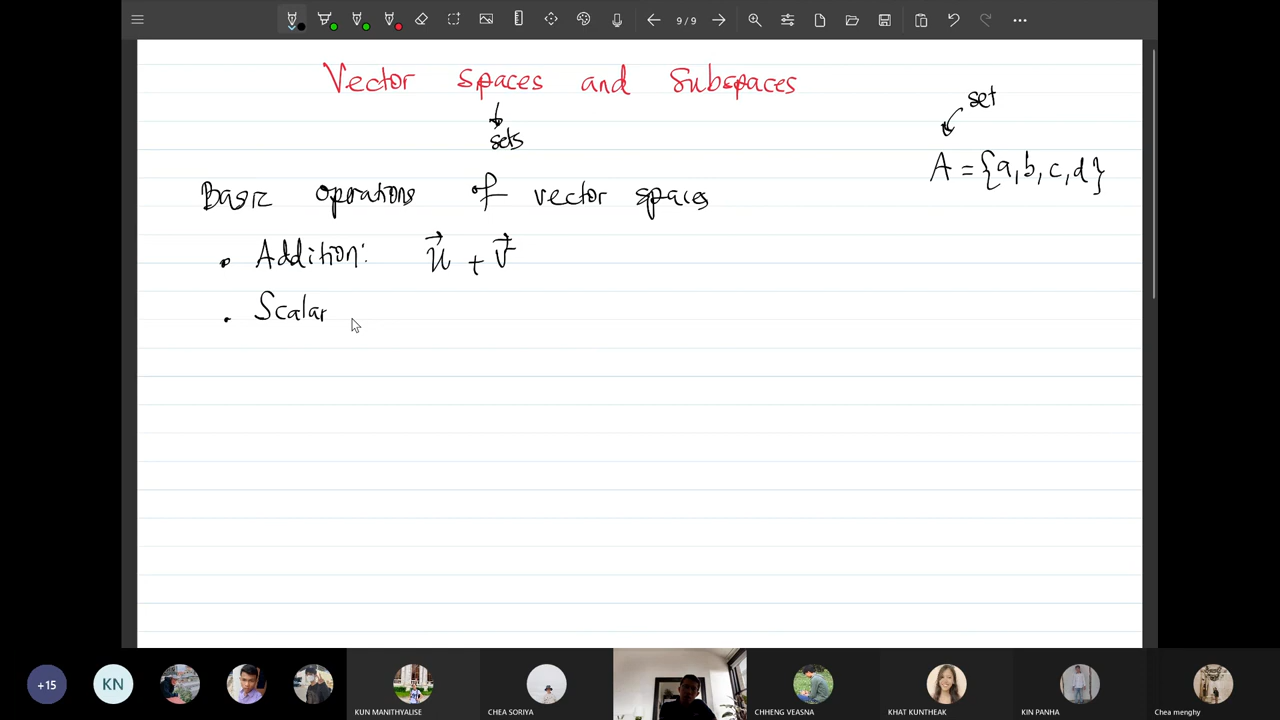 9/9
Vector spaces and Subspaces
sets
set
A = {a, b, c, d}
Basic operations of vector spaces
• Addition: u⃗ + v⃗
• Scalar
+15
KN
KUN MANITHYALISE
CHEA SORIYA
CHHENG VEASNA
KHAT KUNTHEAK
KIN PANHA
Chea menghy